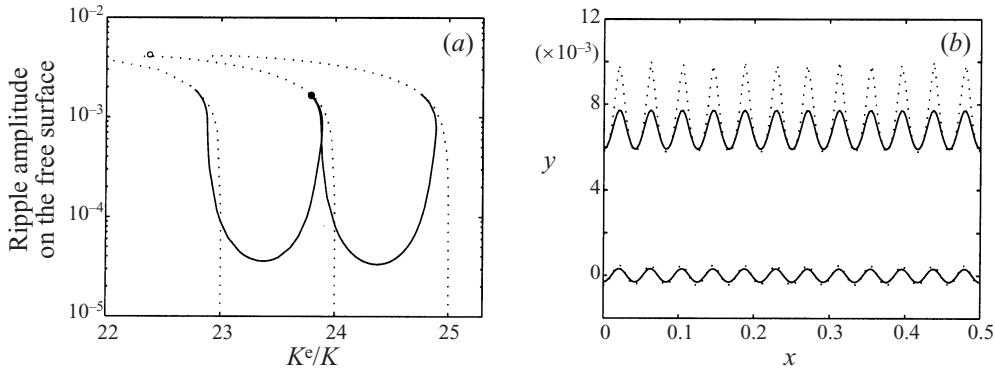 10⁻²
(a)
10⁻³
10⁻⁴
10⁻⁵
22
23
24
25
Kᵉ/K
Ripple amplitude
on the free surface
12
(×10⁻³)
(b)
8
y
4
0
0
0.1
0.2
0.3
0.4
0.5
x